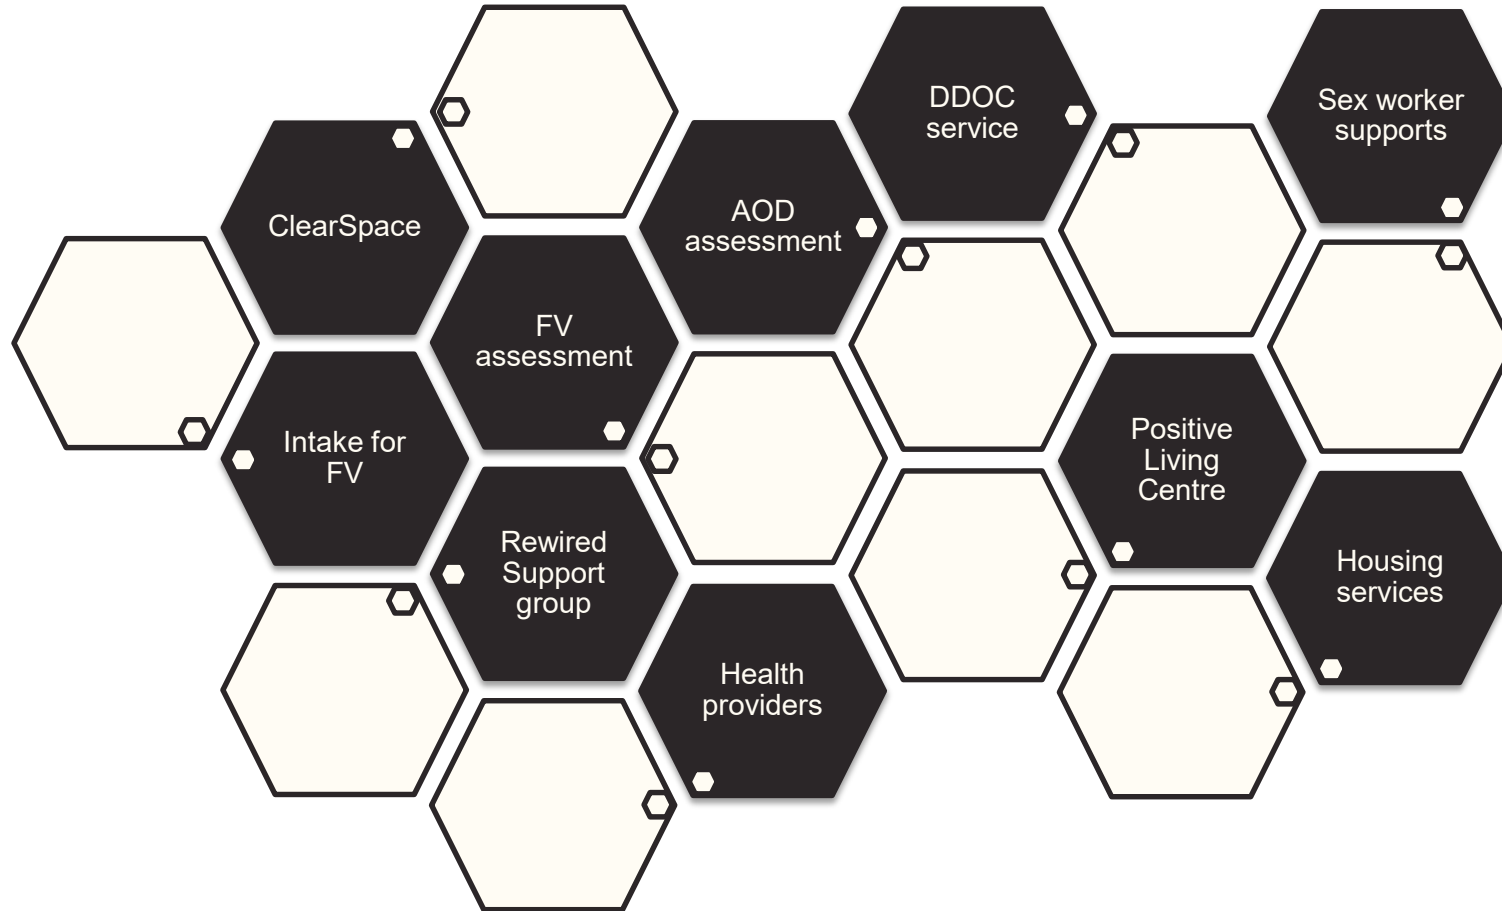 DDOC
service
Sex worker
supports
ClearSpace
AOD
assessment
FV
assessment
Intake for
FV
Positive
Living
Centre
Rewired
Support
group
Housing
services
Health
providers